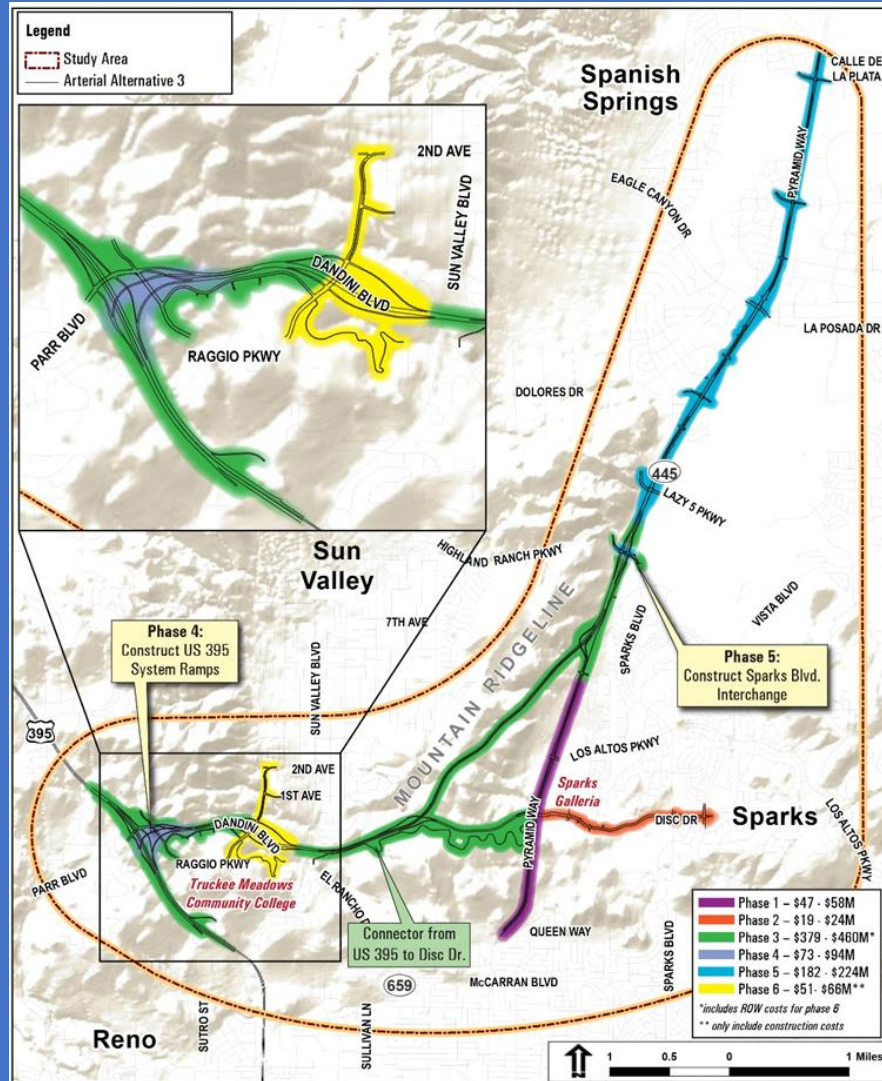 Legend
Study Area
Arterial Alternative 3
Spanish
Springs
CALLE DE
LA PLATA
PYRAMID WAY
EAGLE CANYON DR
2ND AVE
SUN VALLEY BLVD
DANDINI BLVD
PARR BLVD
RAGGIO PKWY
LA POSADA DR
DOLORES DR
445
LAZY 5 PKWY
Sun
Valley
HIGHLAND RANCH PKWY
7TH AVE
MOUNTAIN RIDGELINE
SPARKS BLVD
VISTA BLVD
Phase 4:
Construct US 395
System Ramps
SUN VALLEY BLVD
Phase 5:
Construct Sparks Blvd.
Interchange
395
LOS ALTOS PKWY
2ND AVE
1ST AVE
Sparks
Galleria
DANDINI BLVD
DISC DR
Sparks
LOS ALTOS PKWY
PYRAMID WAY
RAGGIO PKWY
PARR BLVD
Truckee Meadows
Community College
EL RANCHO D
Connector from
US 395 to Disc Dr.
QUEEN WAY
659
McCARRAN BLVD
SPARKS BLVD
SUTRO ST
SULLIVAN LN
Reno
Phase 1 – $47 - $58M
Phase 2 – $19 - $24M
Phase 3 – $379 - $460M*
Phase 4 – $73 - $94M
Phase 5 – $182 - $224M
Phase 6 – $51- $66M**
*includes ROW costs for phase 6
** only include construction costs
1 0.5 0 1 Miles